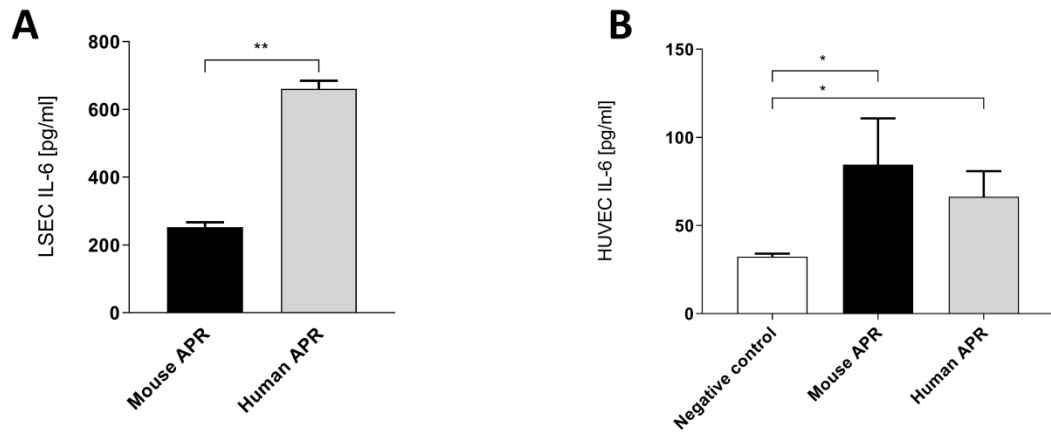 A
LSEC IL-6 [pg/ml]
800
600
400
200
0
**
Mouse APR
Human APR
B
HUVEC IL-6 [pg/ml]
150
100
50
0
*
*
Negative control
Mouse APR
Human APR